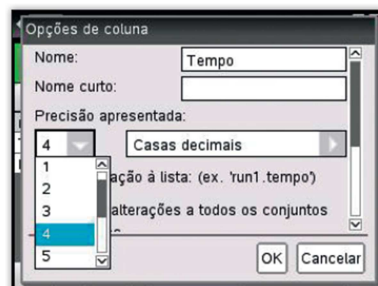 Opções de coluna
Nome:
Tempo
Nome curto:
Precisão apresentada:
4
Casas decimais
1
2
3
4
5
ação à lista: (ex. 'run1.tempo')
alterações a todos os conjuntos
OK
Cancelar